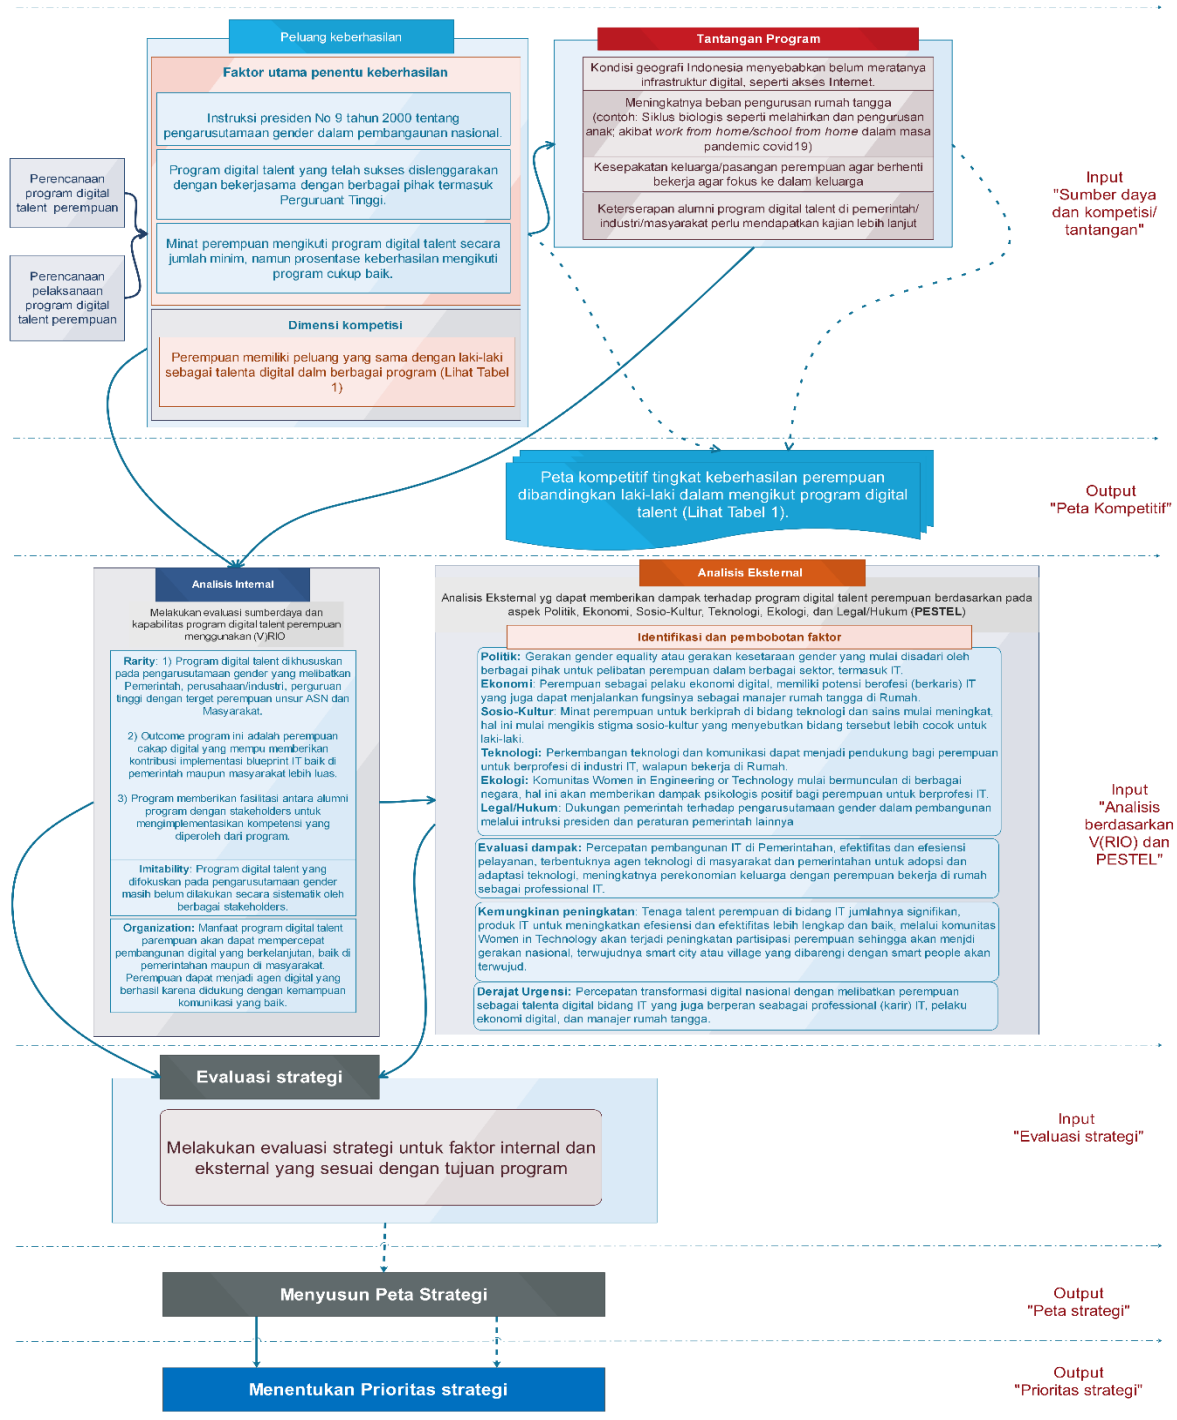 Peluang keberhasilan
Faktor utama penentu keberhasilan
Instruksi presiden No 9 tahun 2000 tentang
pengarusutamaan gender dalam pembangaunan nasional.
Program digital talent yang telah sukses dislenggarakan
dengan bekerjasama dengan berbagai pihak termasuk
Perguruant Tinggi.
Minat perempuan mengikuti program digital talent secara
jumlah minim, namun prosentase keberhasilan mengikuti
program cukup baik.
Dimensi kompetisi
Perempuan memiliki peluang yang sama dengan laki-laki
sebagai talenta digital dalm berbagai program (Lihat Tabel
1)
Perencanaan
program digital
talent perempuan
Perencanaan
pelaksanaan
program digital
talent perempuan
Tantangan Program
Kondisi geografi Indonesia menyebabkan belum meratanya
infrastruktur digital, seperti akses Internet.
Meningkatnya beban pengurusan rumah tangga
(contoh: Siklus biologis seperti melahirkan dan pengurusan
anak; akibat work from home/school from home dalam masa
pandemic covid19)
Kesepakatan keluarga/pasangan perempuan agar berhenti
bekerja agar fokus ke dalam keluarga
Keterserapan alumni program digital talent di pemerintah/
industri/masyarakat perlu mendapatkan kajian lebih lanjut
Input
"Sumber daya
dan kompetisi/
tantangan"
Peta kompetitif tingkat keberhasilan perempuan
dibandingkan laki-laki dalam mengikut program digital
talent (Lihat Tabel 1).
Output
"Peta Kompetitif"
Analisis Internal
Melakukan evaluasi sumberdaya dan
kapabilitas program digital talent perempuan
menggunakan (V)RIO
Rarity: 1) Program digital talent dikhususkan
pada pengarusutamaan gender yang melibatkan
Pemerintah, perusahaan/industri, perguruan
tinggi dengan terget perempuan unsur ASN dan
Masyarakat.
2) Outcome program ini adalah perempuan
cakap digital yang mempu memberikan
kontribusi implementasi blueprint IT baik di
pemerintah maupun masyarakat lebih luas.
3) Program memberikan fasilitasi antara alumni
program dengan stakeholders untuk
mengimplementasikan kompetensi yang
diperoleh dari program.
Imitability: Program digital talent yang
difokuskan pada pengarusutamaan gender
masih belum dilakukan secara sistematik oleh
berbagai stakeholders.
Organization: Manfaat program digital talent
parempuan akan dapat mempercepat
pembangunan digital yang berkelanjutan, baik di
pemerintahan maupun di masyarakat.
Perempuan dapat menjadi agen digital yang
berhasil karena didukung dengan kemampuan
komunikasi yang baik.
Analisis Eksternal
Analisis Eksternal yg dapat memberikan dampak terhadap program digital talent perempuan berdasarkan pada
aspek Politik, Ekonomi, Sosio-Kultur, Teknologi, Ekologi, dan Legal/Hukum (PESTEL)
Identifikasi dan pembobotan faktor
Politik: Gerakan gender equality atau gerakan kesetaraan gender yang mulai disadari oleh
berbagai pihak untuk pelibatan perempuan dalam berbagai sektor, termasuk IT.
Ekonomi: Perempuan sebagai pelaku ekonomi digital, memiliki potensi berofesi (berkaris) IT
yang juga dapat menjalankan fungsinya sebagai manajer rumah tangga di Rumah.
Sosio-Kultur: Minat perempuan untuk berkiprah di bidang teknologi dan sains mulai meningkat,
hal ini mulai mengikis stigma sosio-kultur yang menyebutkan bidang tersebut lebih cocok untuk
laki-laki.
Teknologi: Perkembangan teknologi dan komunikasi dapat menjadi pendukung bagi perempuan
untuk berprofesi di industri IT, walapun bekerja di Rumah.
Ekologi: Komunitas Women in Engineering or Technology mulai bermunculan di berbagai
negara, hal ini akan memberikan dampak psikologis positif bagi perempuan untuk berprofesi IT.
Legal/Hukum: Dukungan pemerintah terhadap pengarusutamaan gender dalam pembangunan
melalui intruksi presiden dan peraturan pemerintah lainnya
Evaluasi dampak: Percepatan pembangunan IT di Pemerintahan, efektifitas dan efesiensi
pelayanan, terbentuknya agen teknologi di masyarakat dan pemerintahan untuk adopsi dan
adaptasi teknologi, meningkatnya perekonomian keluarga dengan perempuan bekerja di rumah
sebagai professional IT.
Kemungkinan peningkatan: Tenaga talent perempuan di bidang IT jumlahnya signifikan,
produk IT untuk meningkatkan efesiensi dan efektifitas lebih lengkap dan baik, melalui komunitas
Women in Technology akan terjadi peningkatan partisipasi perempuan sehingga akan menjdi
gerakan nasional, terwujudnya smart city atau village yang dibarengi dengan smart people akan
terwujud.
Derajat Urgensi: Percepatan transformasi digital nasional dengan melibatkan perempuan
sebagai talenta digital bidang IT yang juga berperan seabagai professional (karir) IT, pelaku
ekonomi digital, dan manajer rumah tangga.
Input
"Analisis
berdasarkan
V(RIO) dan
PESTEL"
Evaluasi strategi
Melakukan evaluasi strategi untuk faktor internal dan
eksternal yang sesuai dengan tujuan program
Input
"Evaluasi strategi"
Menyusun Peta Strategi
Output
"Peta strategi"
Menentukan Prioritas strategi
Output
"Prioritas strategi"